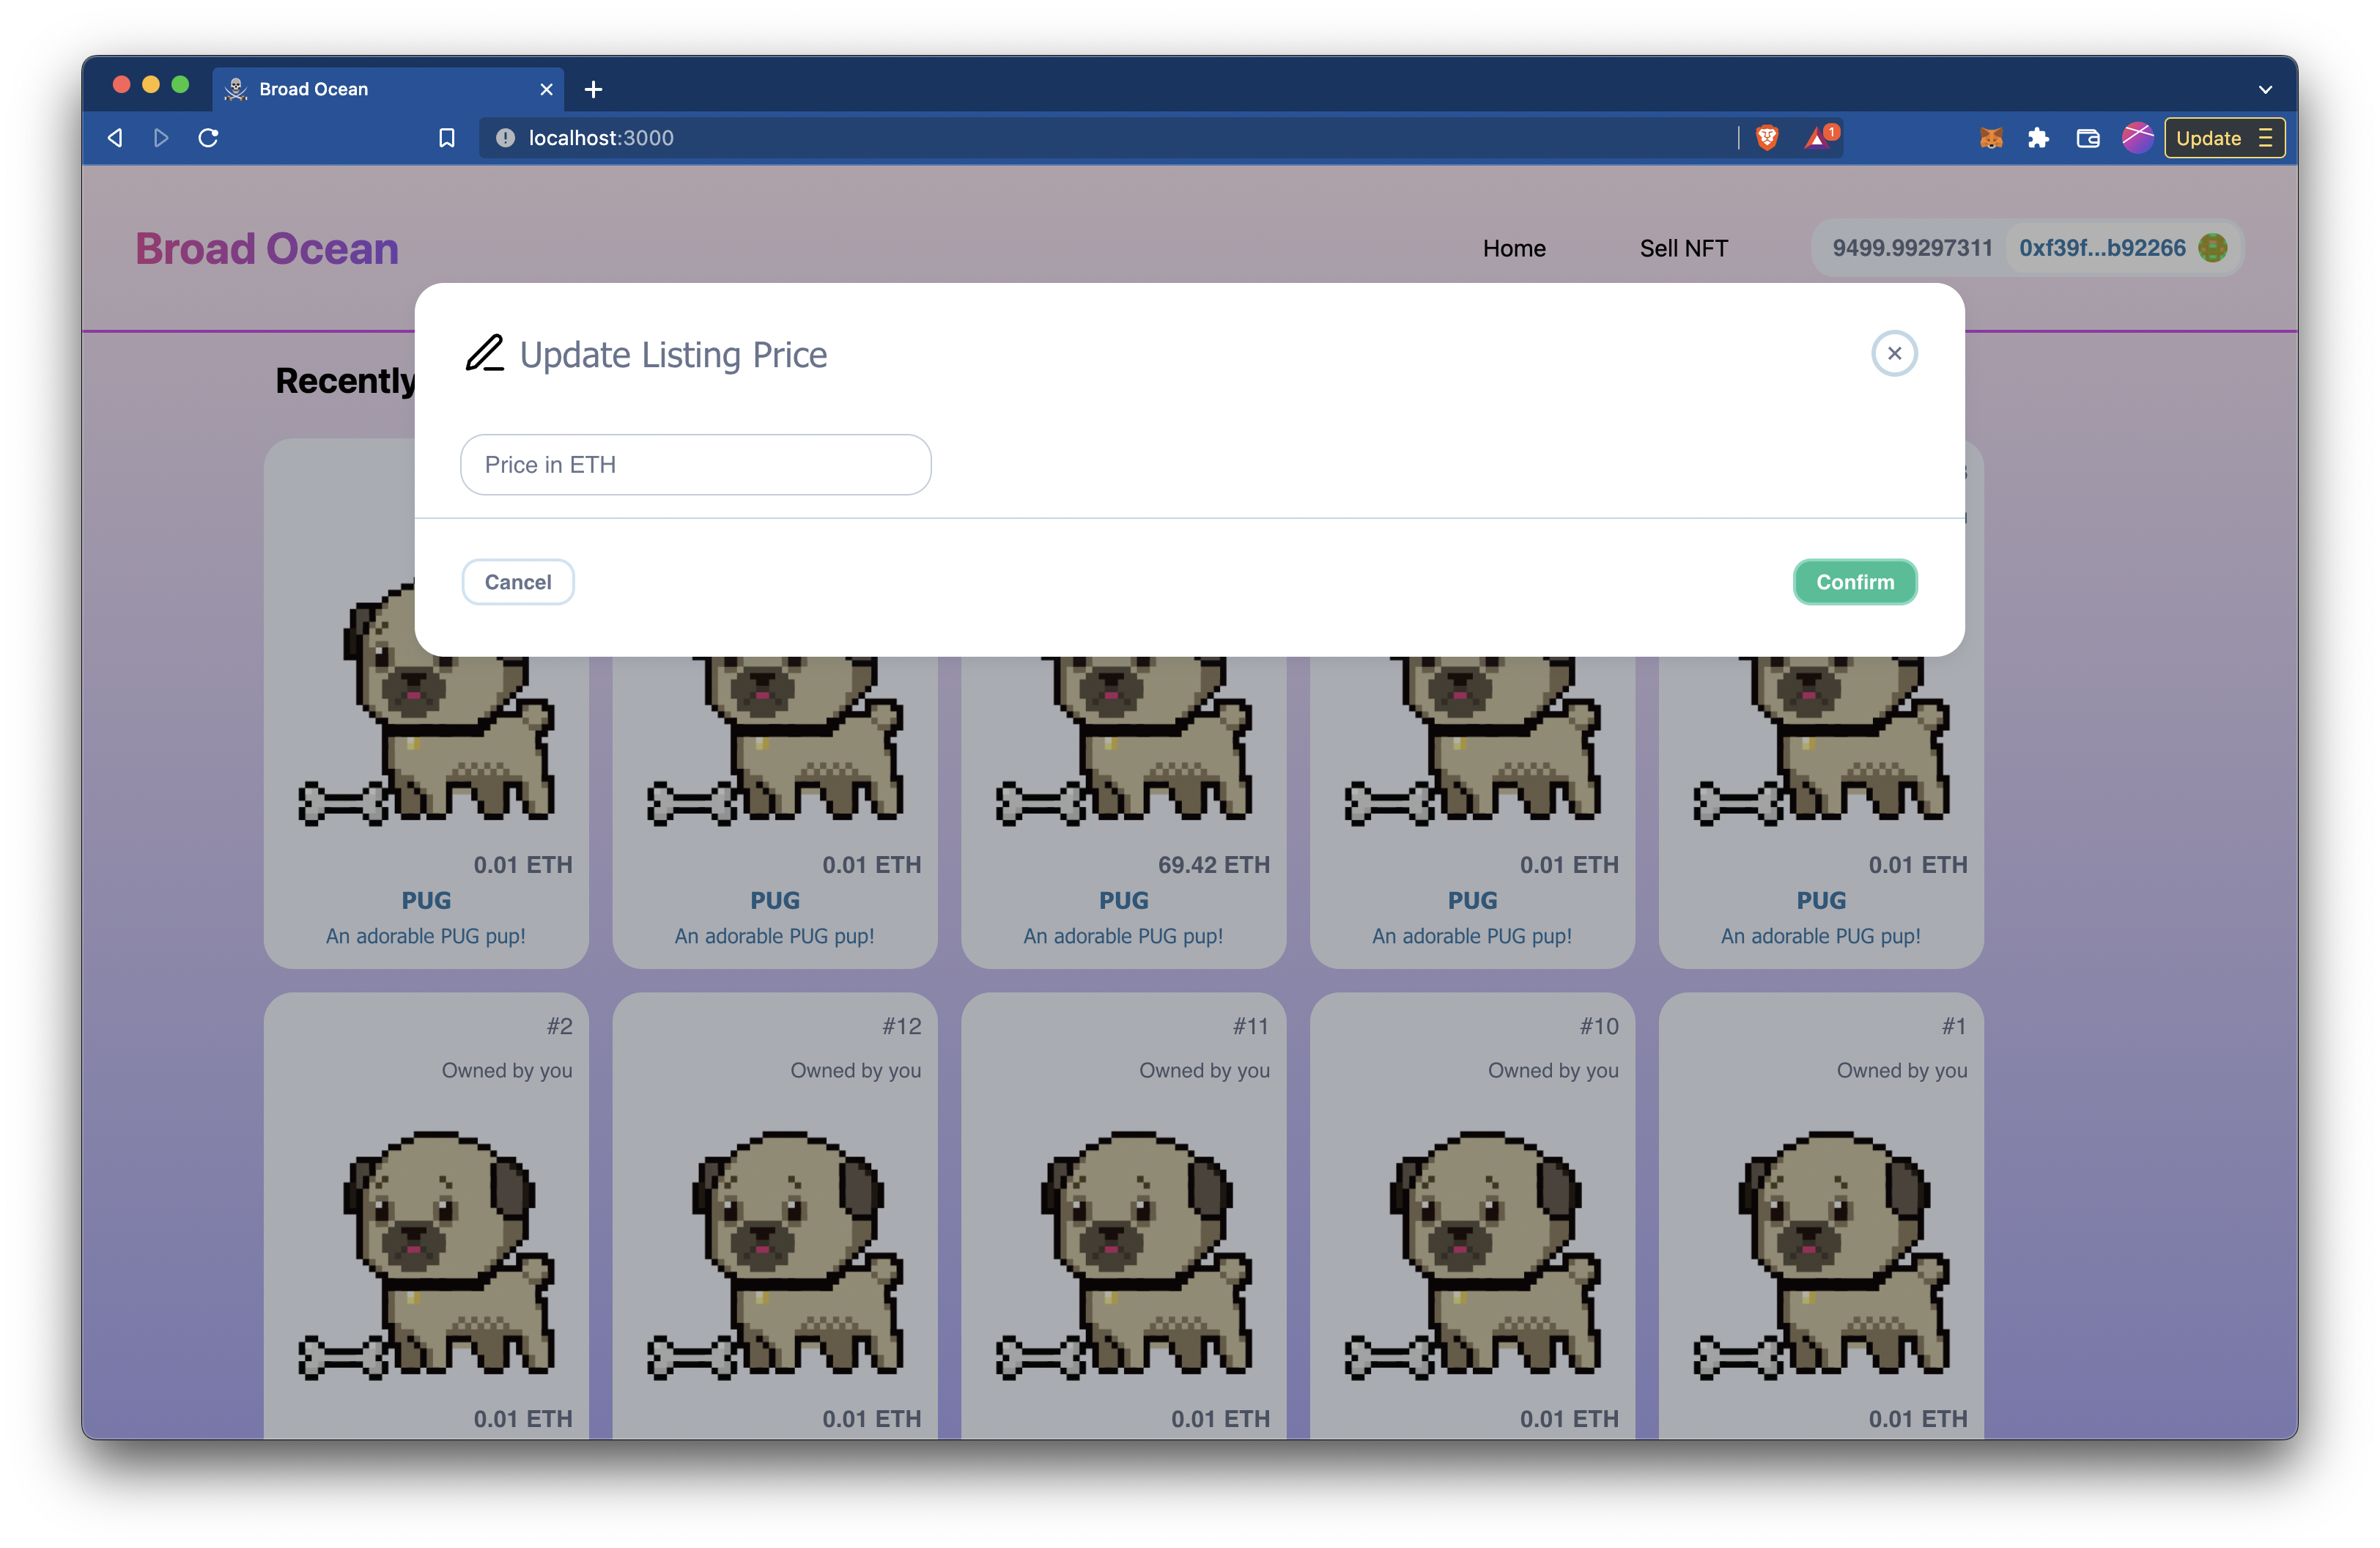 Broad Ocean
localhost:3000
1
Update
Broad Ocean
Home
Sell NFT
9499.99297311
0xf39f...b92266
Update Listing Price
Recently
Price in ETH
Cancel
Confirm
0.01 ETH
0.01 ETH
69.42 ETH
0.01 ETH
0.01 ETH
PUG
PUG
PUG
PUG
PUG
An adorable PUG pup!
An adorable PUG pup!
An adorable PUG pup!
An adorable PUG pup!
An adorable PUG pup!
#2
#12
#11
#10
#1
Owned by you
Owned by you
Owned by you
Owned by you
Owned by you
0.01 ETH
0.01 ETH
0.01 ETH
0.01 ETH
0.01 ETH